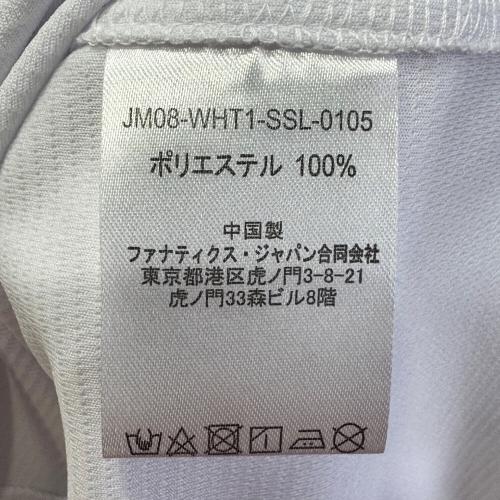 JM08-WHT1-SSL-0105
ポリエステル 100%
中国製
ファナティクス・ジャパン合同会社
東京都港区虎ノ門3-8-21
虎ノ門33森ビル8階